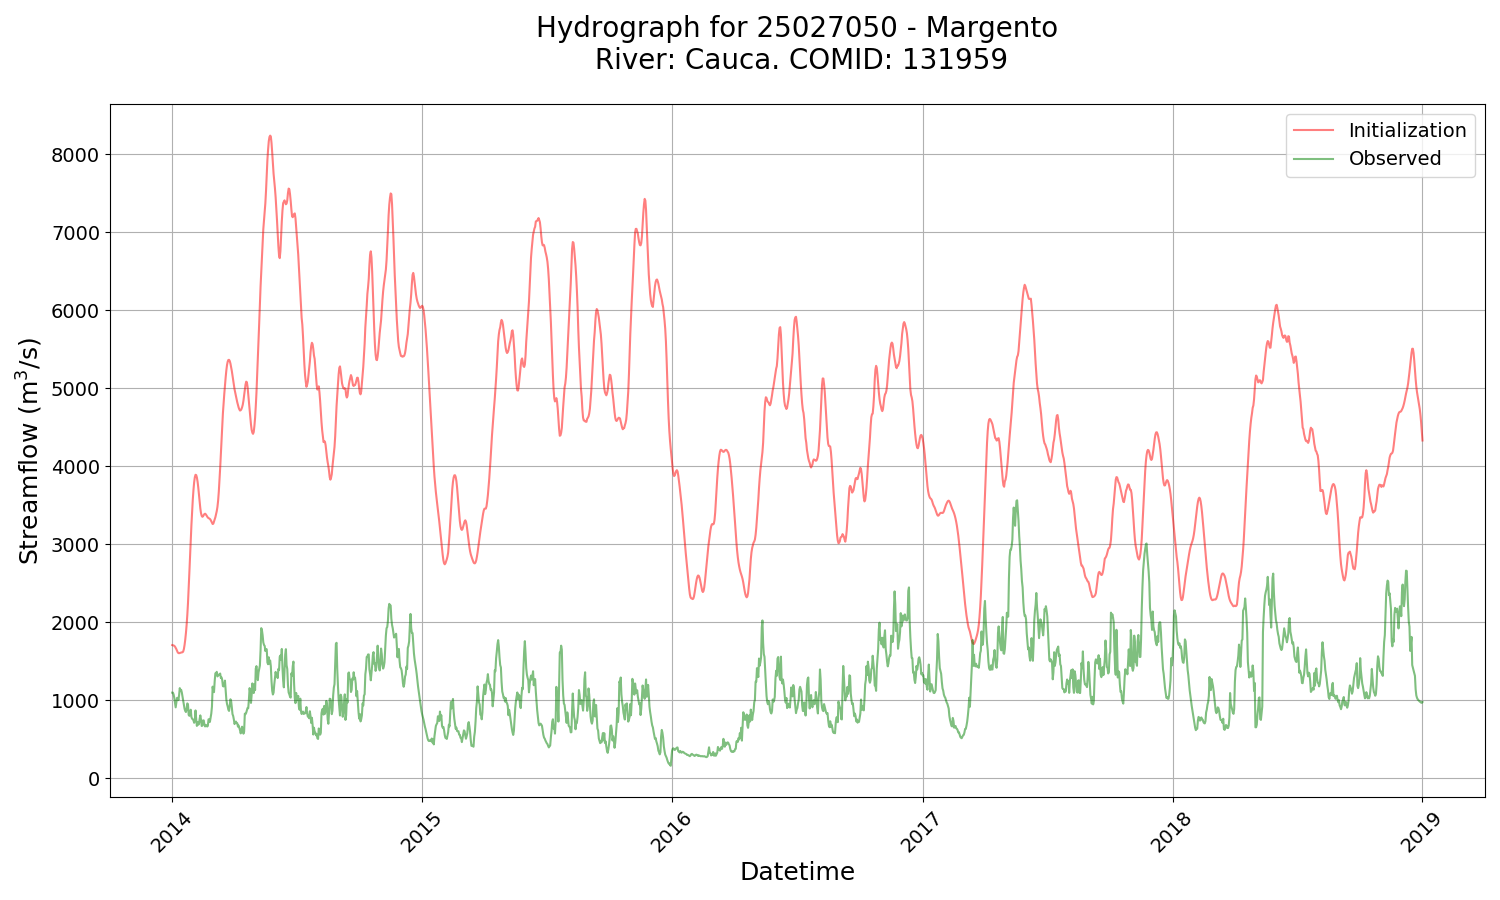 Hydrograph for 25027050 - Margento
River: Cauca. COMID: 131959
Initialization
Observed
Streamflow (m³/s)
8000
7000
6000
5000
4000
3000
2000
1000
0
2014
2015
2016
2017
2018
2019
Datetime